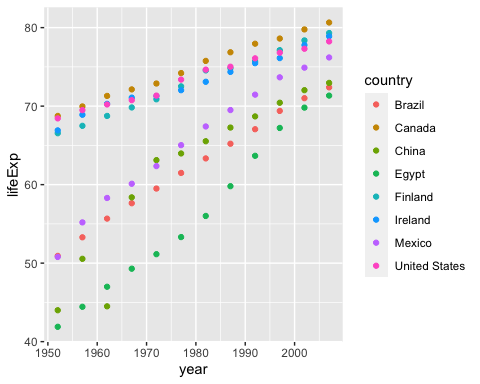 80
70
60
50
40
lifeExp
1950 1960 1970 1980 1990 2000
year
country
Brazil
Canada
China
Egypt
Finland
Ireland
Mexico
United States